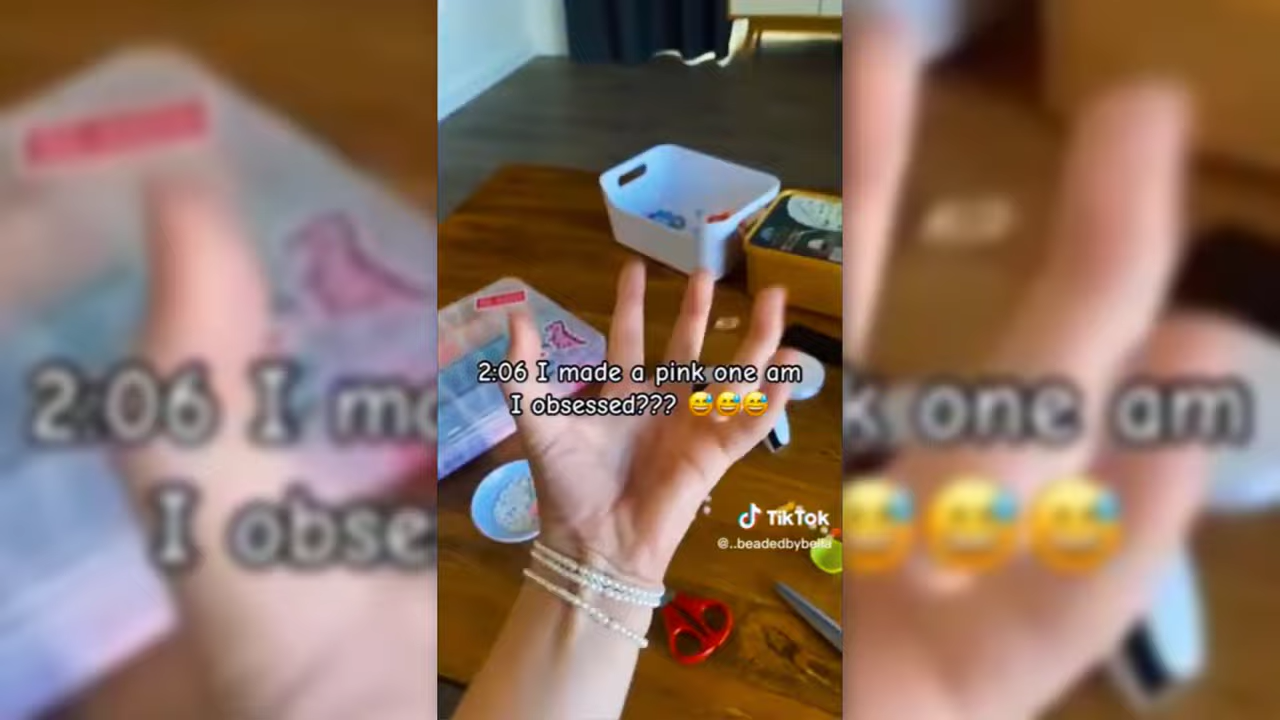 2:06 I made a pink one am
I obsessed??? 😅😅😅
TikTok
@..beadedbybella